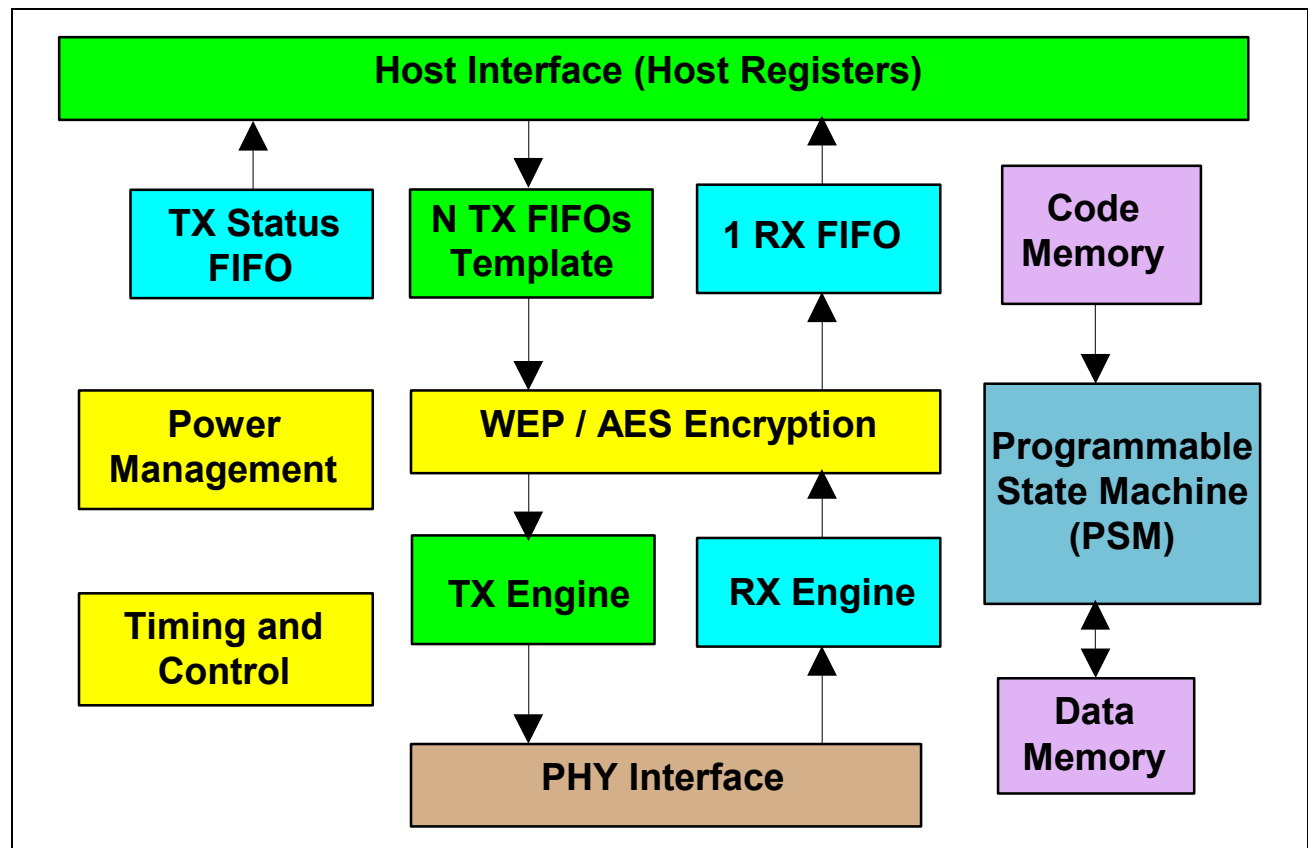 Host Interface (Host Registers)
TX Status
FIFO
N TX FIFOs
Template
1 RX FIFO
Code
Memory
Power
Management
WEP / AES Encryption
Programmable
State Machine
(PSM)
TX Engine
RX Engine
Timing and
Control
Data
Memory
PHY Interface